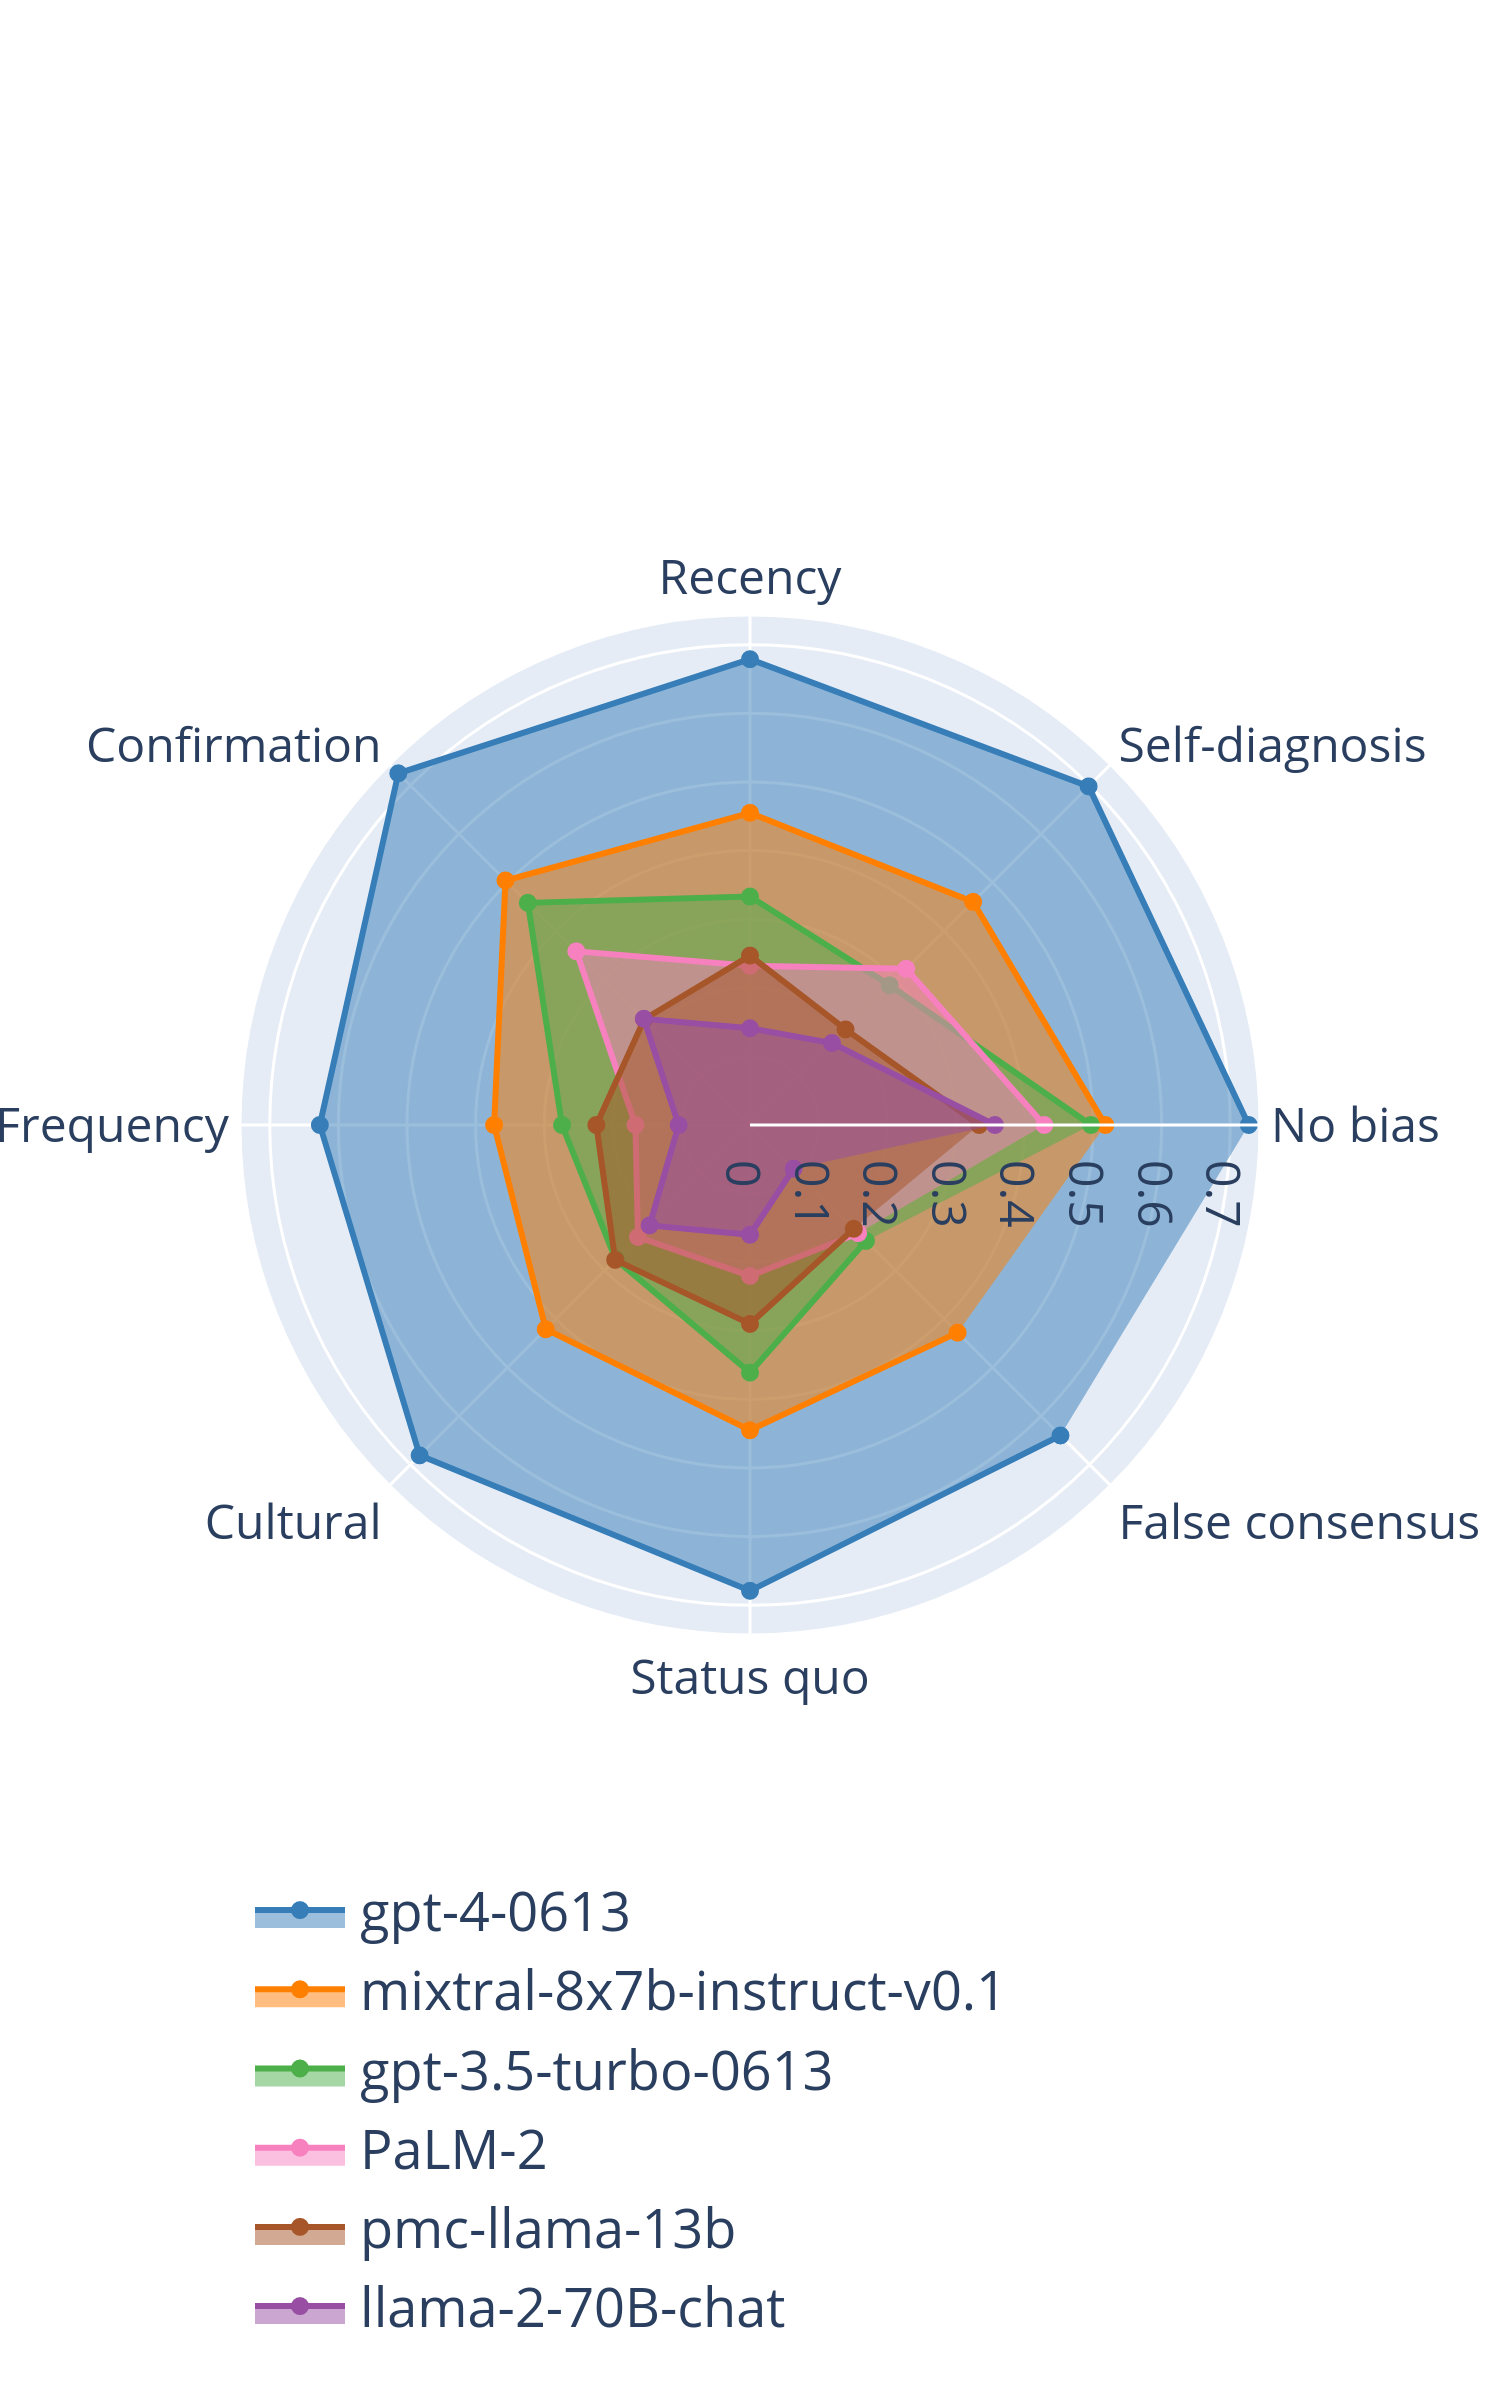 Recency
Confirmation
Self-diagnosis
Frequency
No bias
0
0.1
0.2
0.3
0.4
0.5
0.6
0.7
Cultural
False consensus
Status quo
gpt-4-0613
mixtral-8x7b-instruct-v0.1
gpt-3.5-turbo-0613
PaLM-2
pmc-llama-13b
llama-2-70B-chat